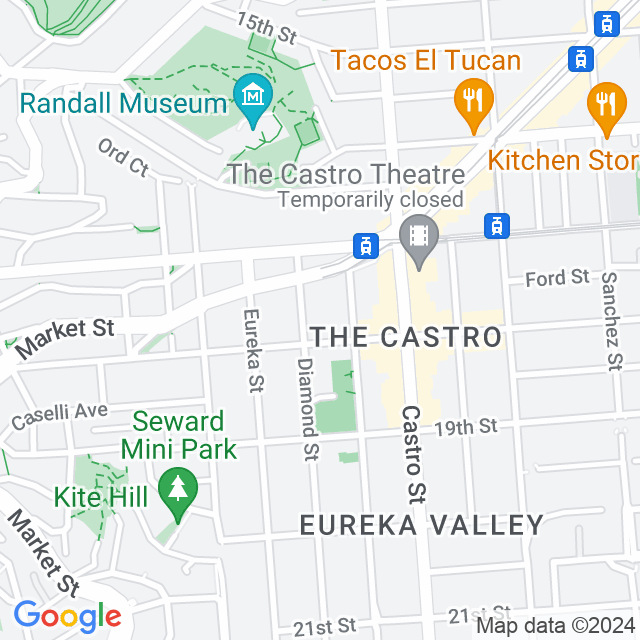 15th St
Tacos El Tucan
Randall Museum
Ord Ct
Kitchen Stor
The Castro Theatre
Temporarily closed
Ford St
Sanchez St
Market St
Eureka St
THE CASTRO
Diamond St
Caselli Ave
Seward
Mini Park
Castro St
19th St
Kite Hill
Market St
EUREKA VALLEY
Google
21st St
21st St
Map data ©2024